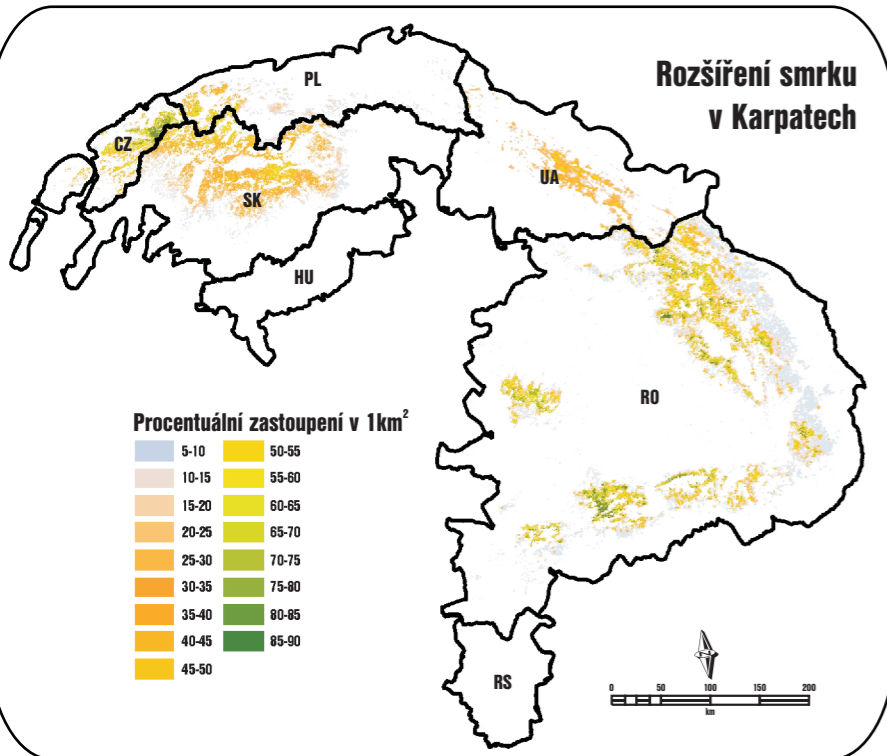 Rozšíření smrku
v Karpatech
PL
CZ
SK
UA
HU
RO
RS
Procentuální zastoupení v 1km²
5-10
10-15
15-20
20-25
25-30
30-35
35-40
40-45
45-50
50-55
55-60
60-65
65-70
70-75
75-80
80-85
85-90
0 50 100 150 200
km